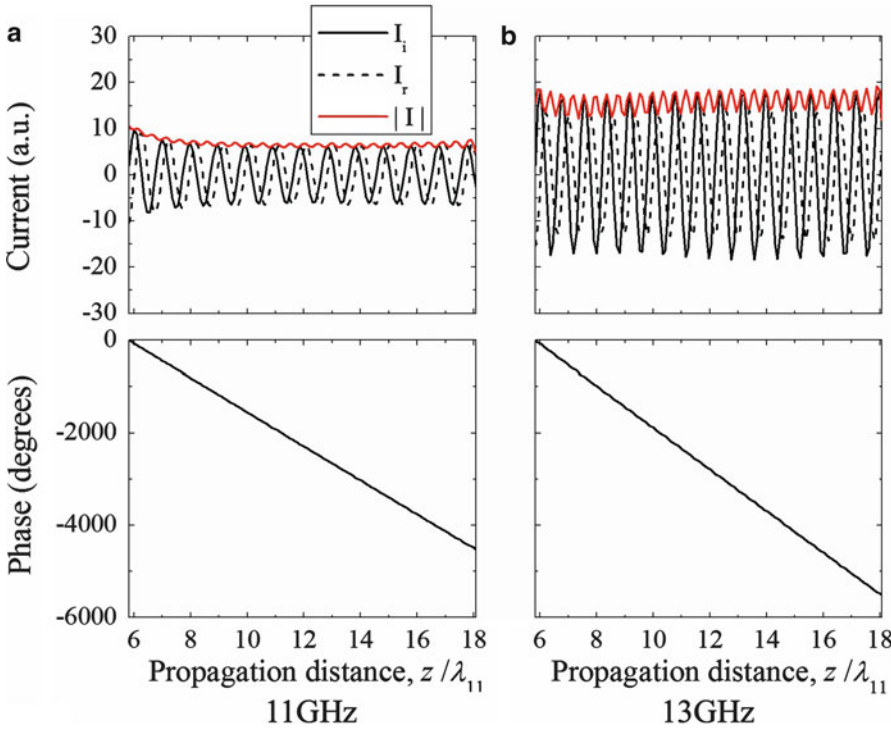 a
b
30
20
10
0
-10
-20
-30
Current (a.u.)
I_i
I_r
|I|
0
-2000
-4000
-6000
Phase (degrees)
6 8 10 12 14 16 18
6 8 10 12 14 16 18
Propagation distance, z /λ_11
Propagation distance, z /λ_11
11GHz
13GHz